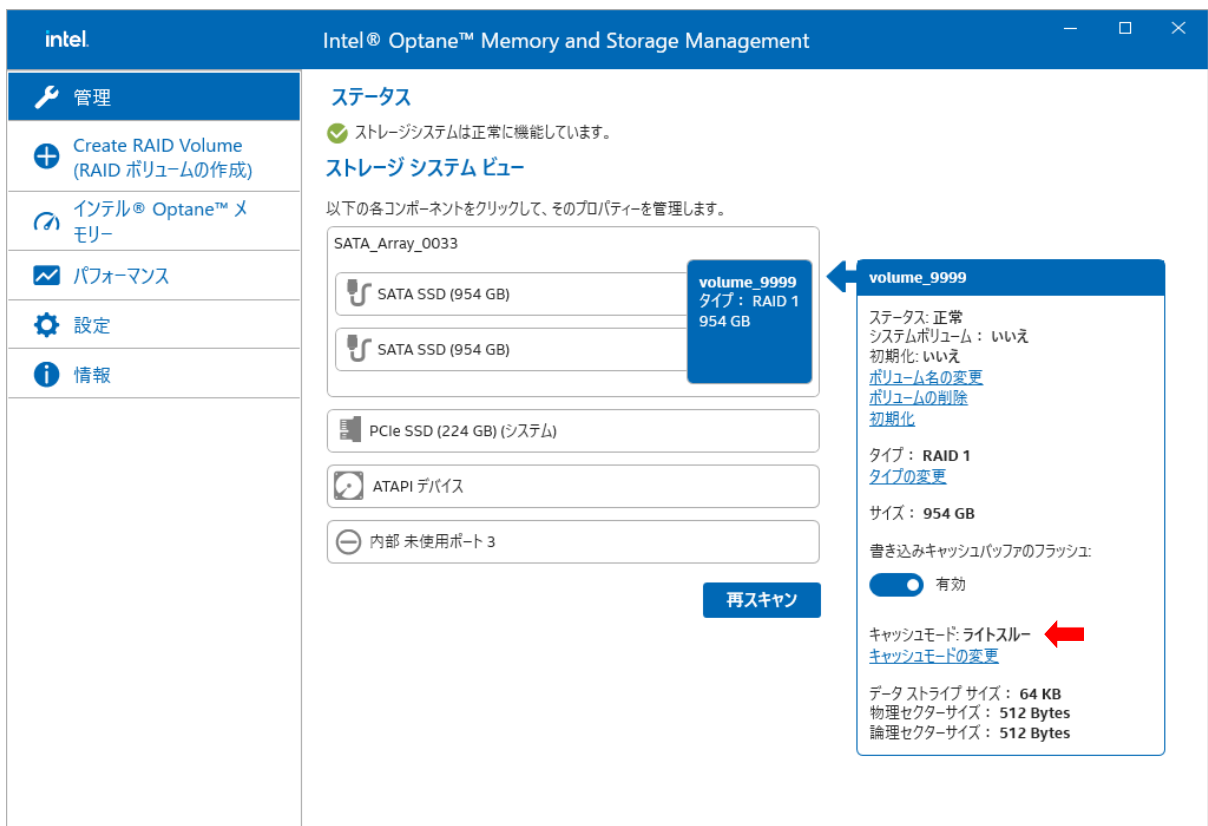 intel.
Intel® Optane™ Memory and Storage Management
管理
Create RAID Volume
(RAID ボリュームの作成)
インテル® Optane™ メ
モリー
パフォーマンス
設定
情報
ステータス
ストレージシステムは正常に機能しています。
ストレージ システム ビュー
以下の各コンポーネントをクリックして、そのプロパティーを管理します。
SATA_Array_0033
SATA SSD (954 GB)
SATA SSD (954 GB)
volume_9999
タイプ： RAID 1
954 GB
PCIe SSD (224 GB) (システム)
ATAPI デバイス
内部 未使用ポート 3
再スキャン
volume_9999
ステータス: 正常
システムボリューム： いいえ
初期化: いいえ
ボリューム名の変更
ボリュームの削除
初期化
タイプ： RAID 1
タイプの変更
サイズ： 954 GB
書き込みキャッシュバッファのフラッシュ:
有効
キャッシュモード: ライトスルー
キャッシュモードの変更
データ ストライプ サイズ： 64 KB
物理セクターサイズ： 512 Bytes
論理セクターサイズ： 512 Bytes